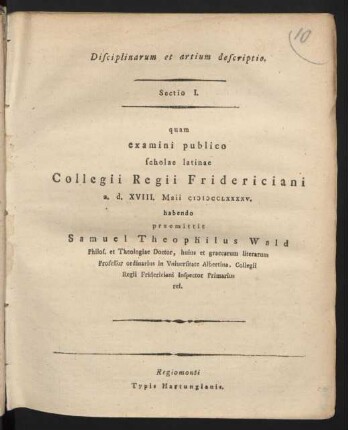 10
Disciplinarum et artium descriptio.
Sectio I.
quam
examini publico
scholae latinae
Collegii Regii Fridericiani
a. d. XVIII. Maii CIↃIↃCCLXXXXV.
habendo
praemittit
Samuel Theophilus Wald
Philos. et Theologiae Doctor, huius et graecarum literarum
Professor ordinarius in Vniversitate Albertina. Collegii
Regii Fridericiani Inspector Primarius
rel.
Regiomonti
Typis Hartungianis.